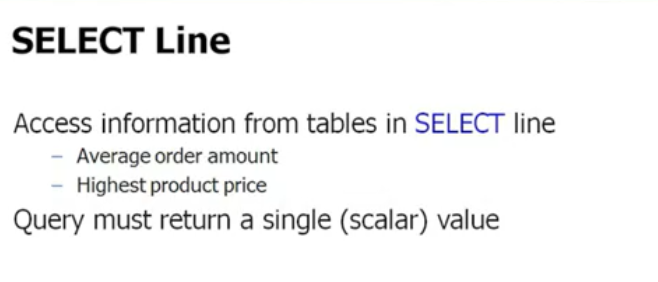 SELECT Line
Access information from tables in SELECT line
– Average order amount
– Highest product price
Query must return a single (scalar) value